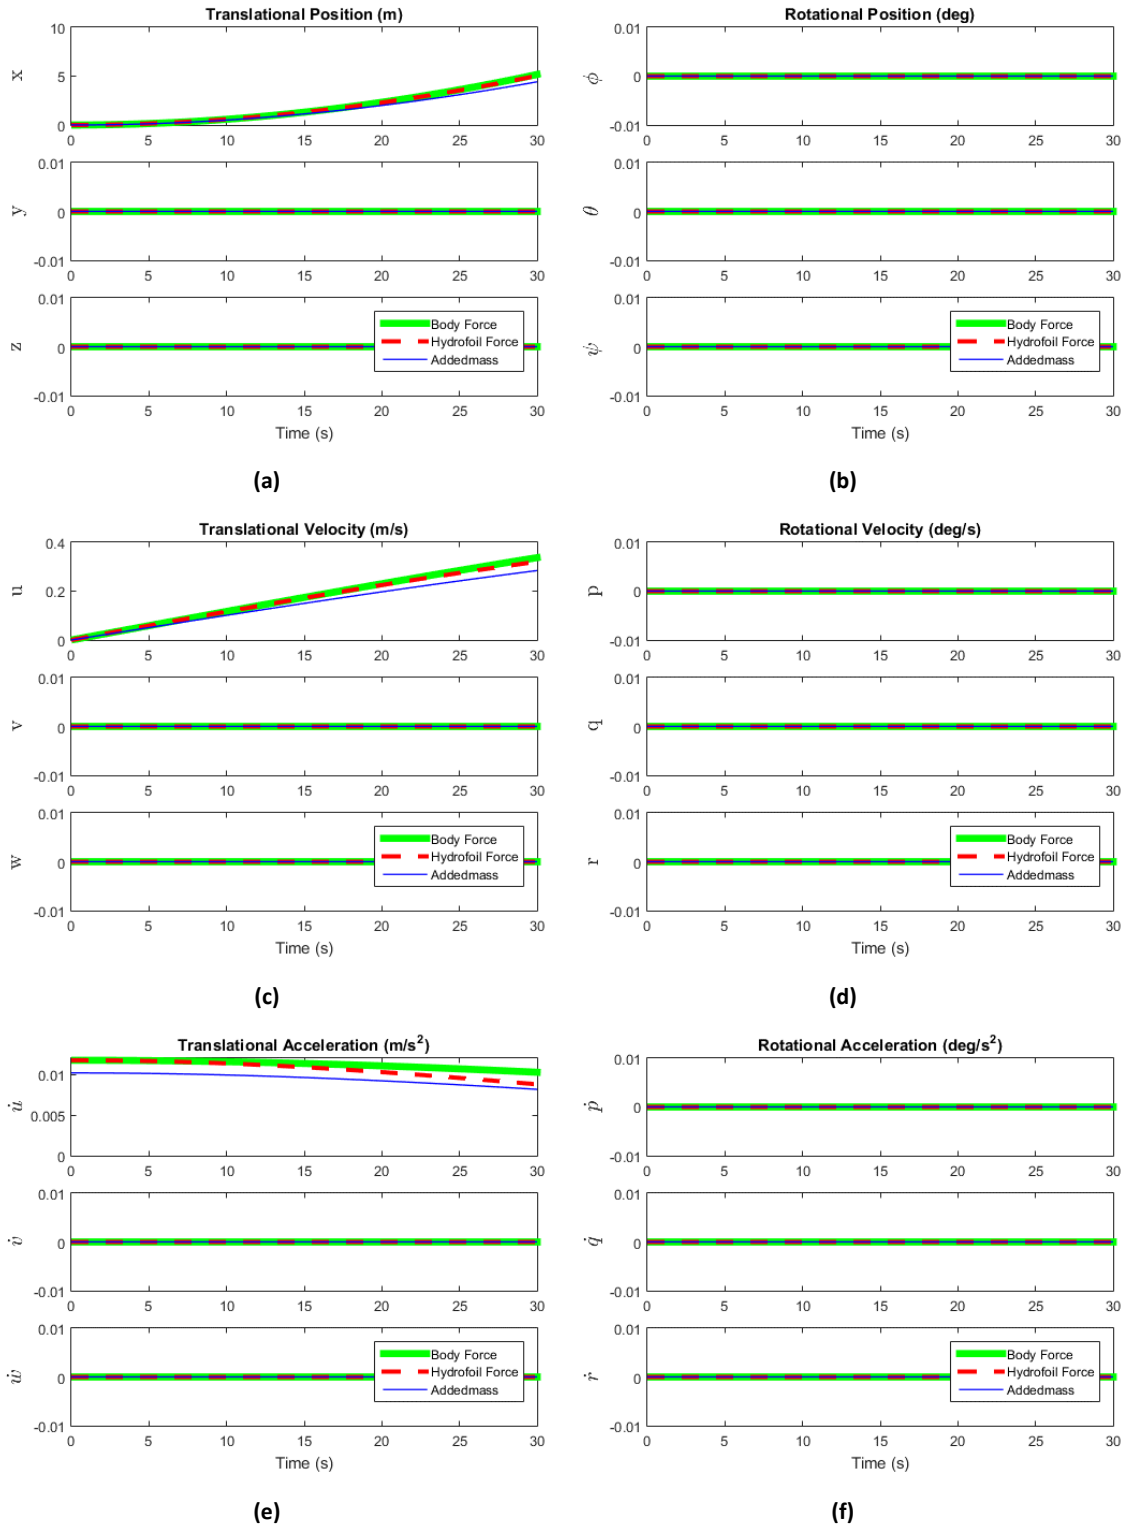 Translational Position (m)
10
5
0
x
0 5 10 15 20 25 30
0.01
0
-0.01
y
0 5 10 15 20 25 30
0.01
0
-0.01
z
Body Force
Hydrofoil Force
Addedmass
0 5 10 15 20 25 30
Time (s)
(a)
Rotational Position (deg)
0.01
0
-0.01
ϕ
0 5 10 15 20 25 30
0.01
0
-0.01
θ
0 5 10 15 20 25 30
0.01
0
-0.01
ψ
Body Force
Hydrofoil Force
Addedmass
0 5 10 15 20 25 30
Time (s)
(b)
Translational Velocity (m/s)
0.4
0.2
0
u
0 5 10 15 20 25 30
0.01
0
-0.01
v
0 5 10 15 20 25 30
0.01
0
-0.01
w
Body Force
Hydrofoil Force
Addedmass
0 5 10 15 20 25 30
Time (s)
(c)
Rotational Velocity (deg/s)
0.01
0
-0.01
p
0 5 10 15 20 25 30
0.01
0
-0.01
q
0 5 10 15 20 25 30
0.01
0
-0.01
r
Body Force
Hydrofoil Force
Addedmass
0 5 10 15 20 25 30
Time (s)
(d)
Translational Acceleration (m/s²)
0.01
0.005
0
u̇
0 5 10 15 20 25 30
0.01
0
-0.01
v̇
0 5 10 15 20 25 30
0.01
0
-0.01
ẇ
Body Force
Hydrofoil Force
Addedmass
0 5 10 15 20 25 30
Time (s)
(e)
Rotational Acceleration (deg/s²)
0.01
0
-0.01
ṗ
0 5 10 15 20 25 30
0.01
0
-0.01
q̇
0 5 10 15 20 25 30
0.01
0
-0.01
ṙ
Body Force
Hydrofoil Force
Addedmass
0 5 10 15 20 25 30
Time (s)
(f)